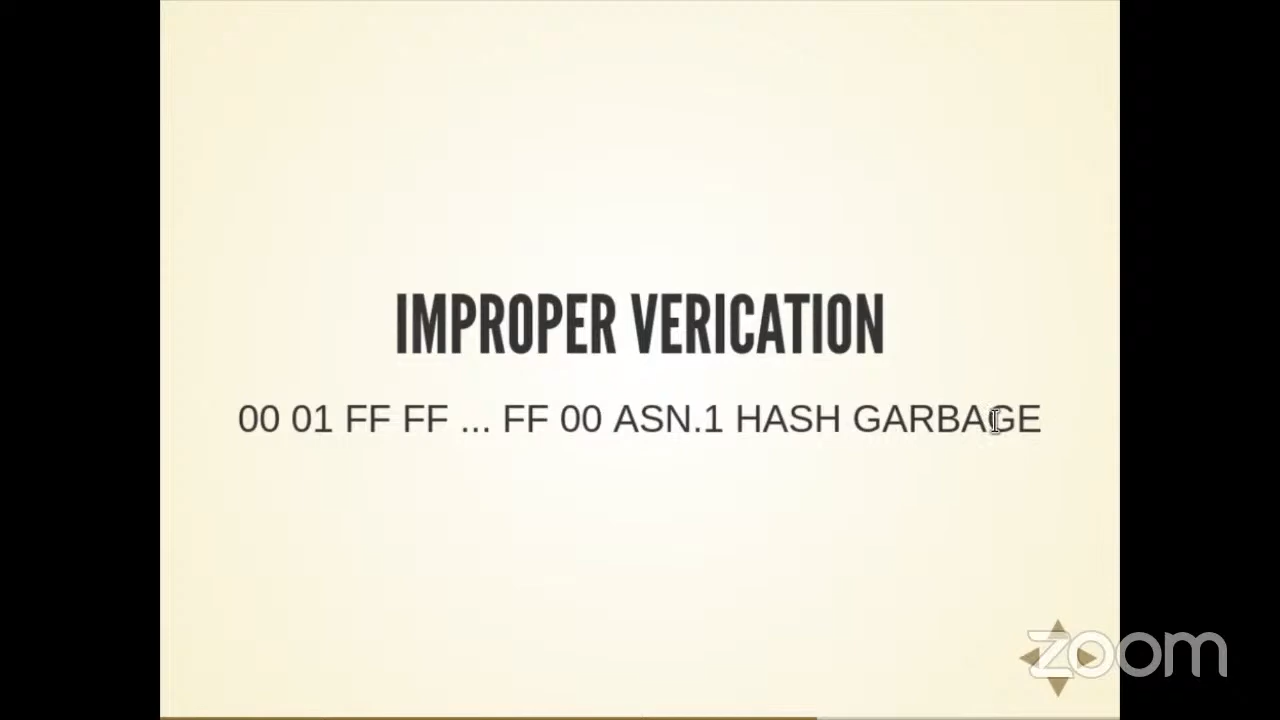 IMPROPER VERICATION
00 01 FF FF ... FF 00 ASN.1 HASH GARBAGE
zoom